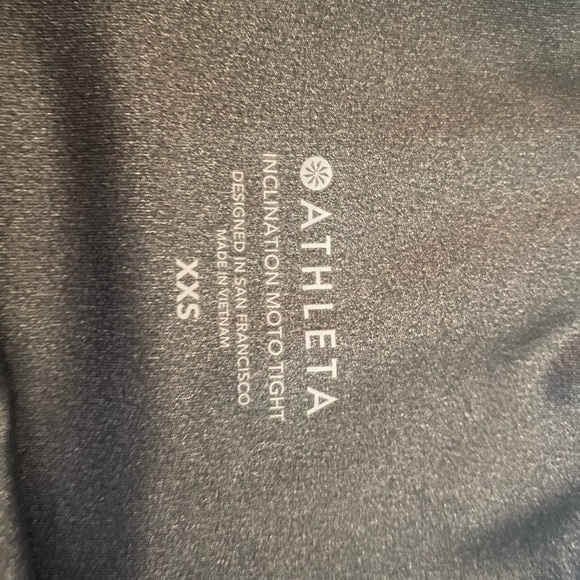 ATHLETA
INCLINATION MOTO TIGHT
DESIGNED IN SAN FRANCISCO
MADE IN VIETNAM
XXS